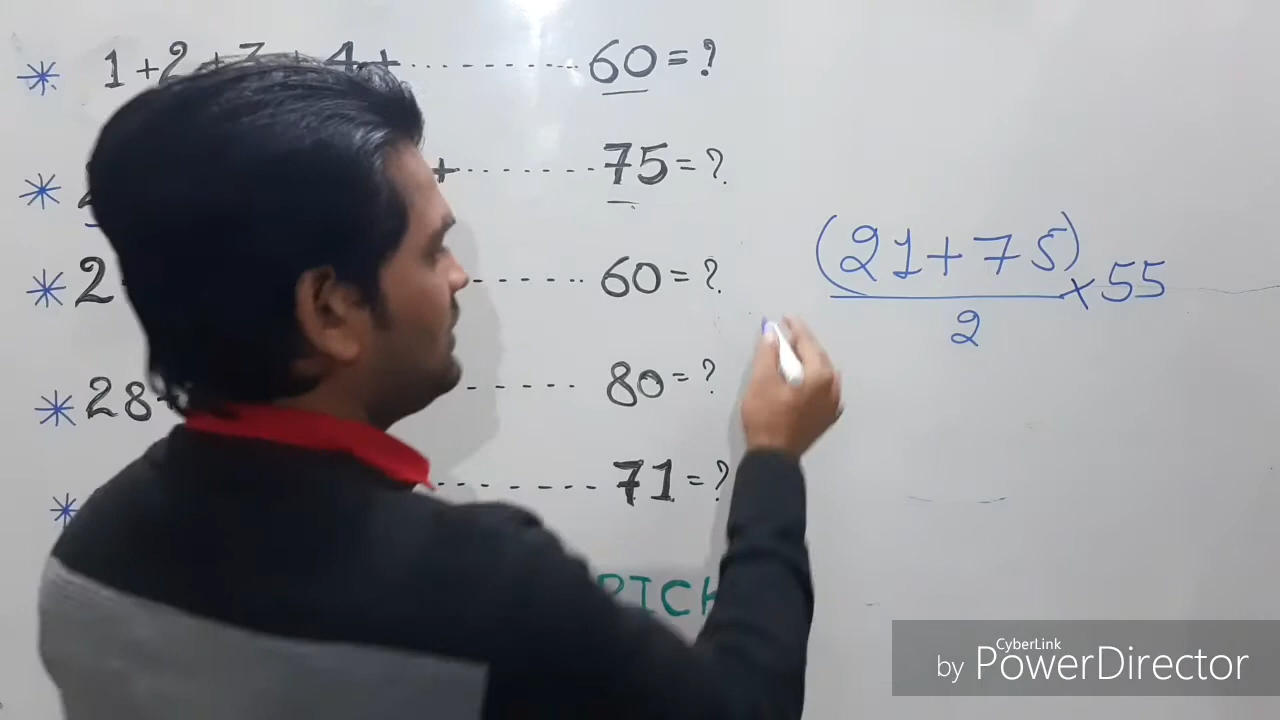 * 1+2+3+4+..........60=?
* +..........75=?
* 2 ..........60=?
* 28+ ..........80=?
* ..........71=?
(21+75)
2
×55
CyberLink
by PowerDirector